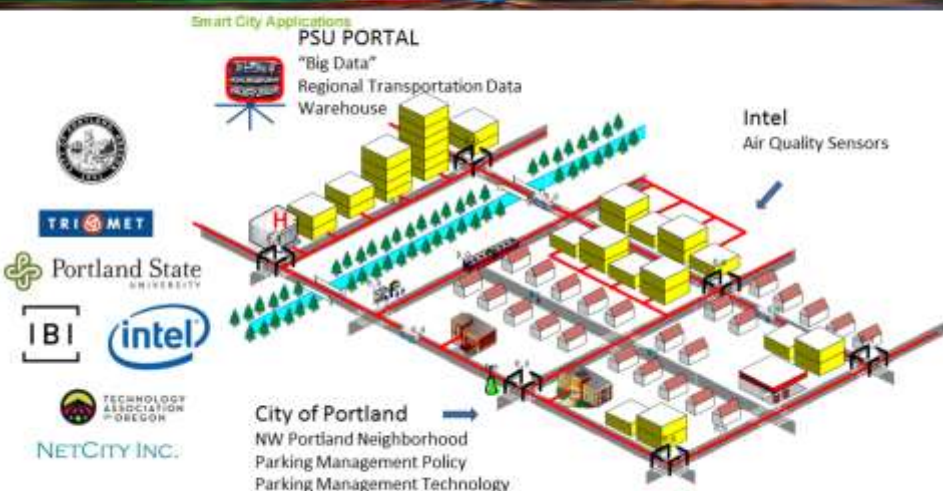 Smart City Applications
PSU PORTAL
"Big Data"
Regional Transportation Data
Warehouse
Intel
Air Quality Sensors
H
TRI MET
Portland State
UNIVERSITY
IBI
intel
TECHNOLOGY
ASSOCIATION
OF OREGON
NETCITY INC.
City of Portland
NW Portland Neighborhood
Parking Management Policy
Parking Management Technology